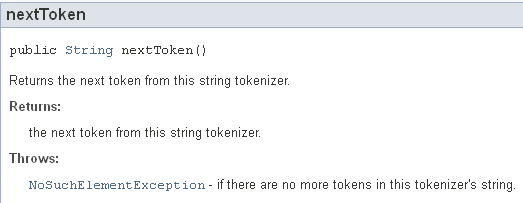 nextToken
public String nextToken()
Returns the next token from this string tokenizer.
Returns:
the next token from this string tokenizer.
Throws:
NoSuchElementException - if there are no more tokens in this tokenizer's string.